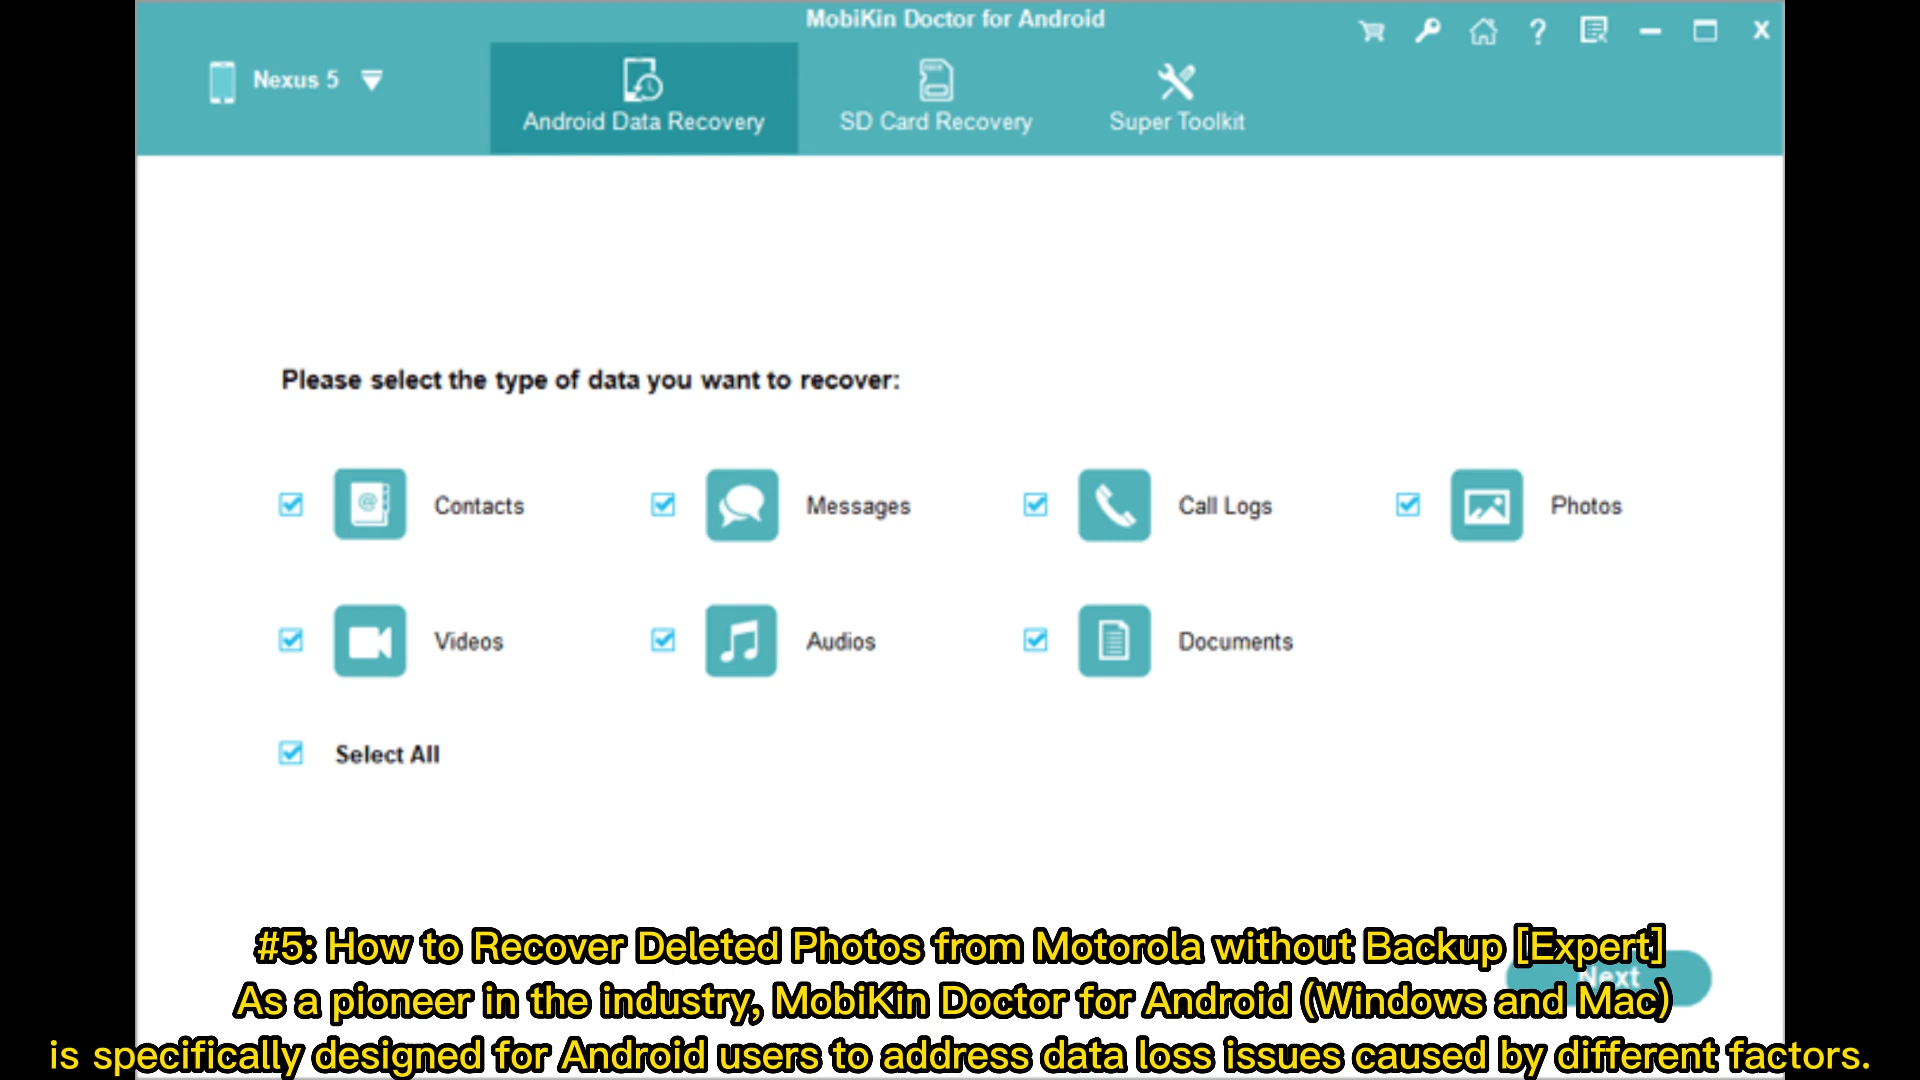 MobiKin Doctor for Android
Nexus 5
Android Data Recovery
SD Card Recovery
Super Toolkit
Please select the type of data you want to recover:
Contacts
Messages
Call Logs
Photos
Videos
Audios
Documents
Select All
Next
#5: How to Recover Deleted Photos from Motorola without Backup [Expert]
As a pioneer in the industry, MobiKin Doctor for Android (Windows and Mac)
is specifically designed for Android users to address data loss issues caused by different factors.